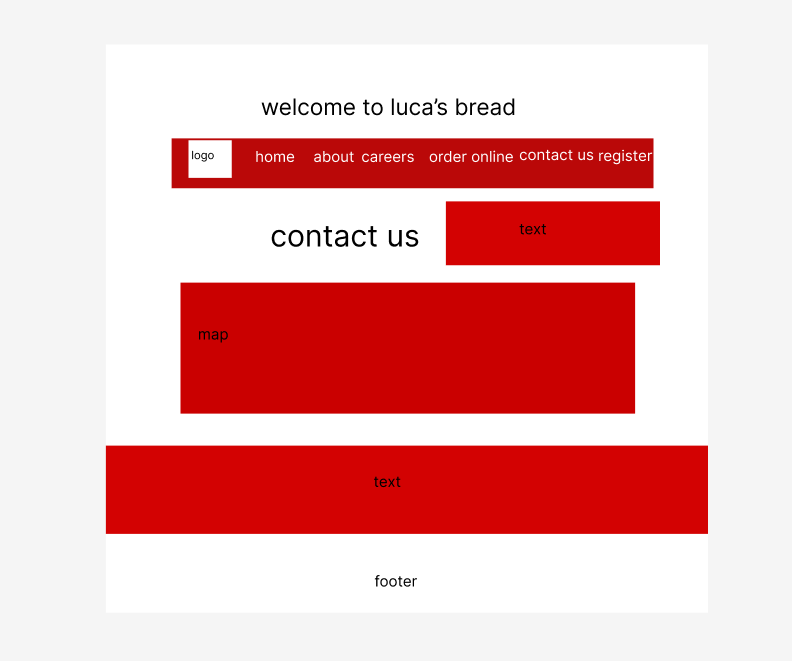 welcome to luca’s bread
logo home about careers order online contact us register
contact us
text
map
text
footer